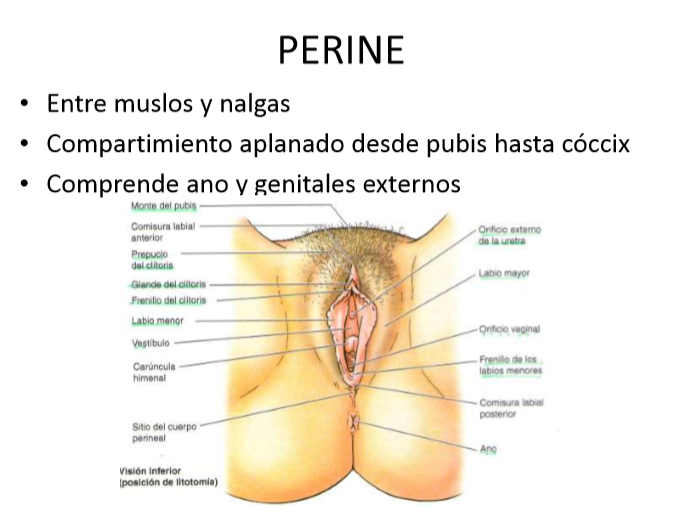 PERINE
• Entre muslos y nalgas
• Compartimiento aplanado desde pubis hasta cóccix
• Comprende ano y genitales externos
Monte del pubis
Comisura labial
anterior
Prepucio
del clítoris
Glande del clítoris
Frenillo del clítoris
Labio menor
Vestíbulo
Carúncula
himenal
Sitio del cuerpo
perineal
Visión inferior
(posición de litotomía)
Orificio externo
de la uretra
Labio mayor
Orificio vaginal
Frenillo de los
labios menores
Comisura labial
posterior
Ano